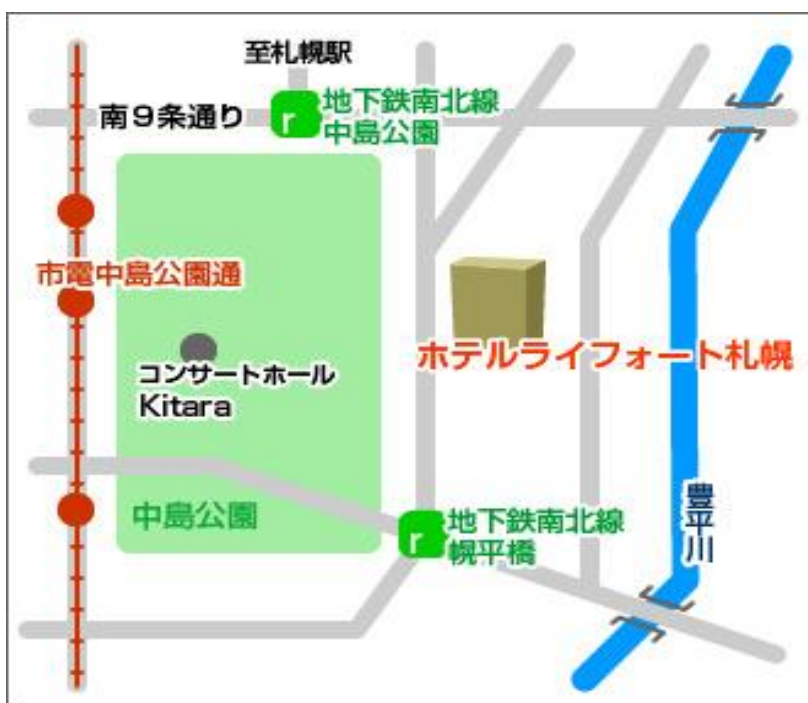 至札幌駅
南９条通り
r
地下鉄南北線
中島公園
市電中島公園通
コンサートホール
Kitara
ホテルライフォート札幌
中島公園
r
地下鉄南北線
幌平橋
豊平川